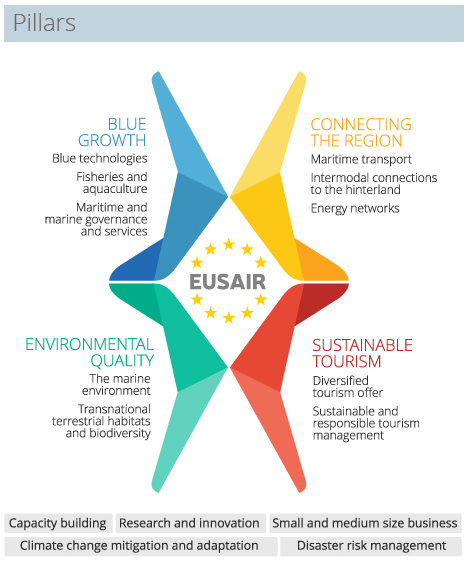 Pillars
BLUE
GROWTH
Blue technologies
Fisheries and
aquaculture
Maritime and
marine governance
and services
CONNECTING
THE REGION
Maritime transport
Intermodal connections
to the hinterland
Energy networks
EUSAIR
ENVIRONMENTAL
QUALITY
The marine
environment
Transnational
terrestrial habitats
and biodiversity
SUSTAINABLE
TOURISM
Diversified
tourism offer
Sustainable and
responsible tourism
management
Capacity building
Research and innovation
Small and medium size business
Climate change mitigation and adaptation
Disaster risk management